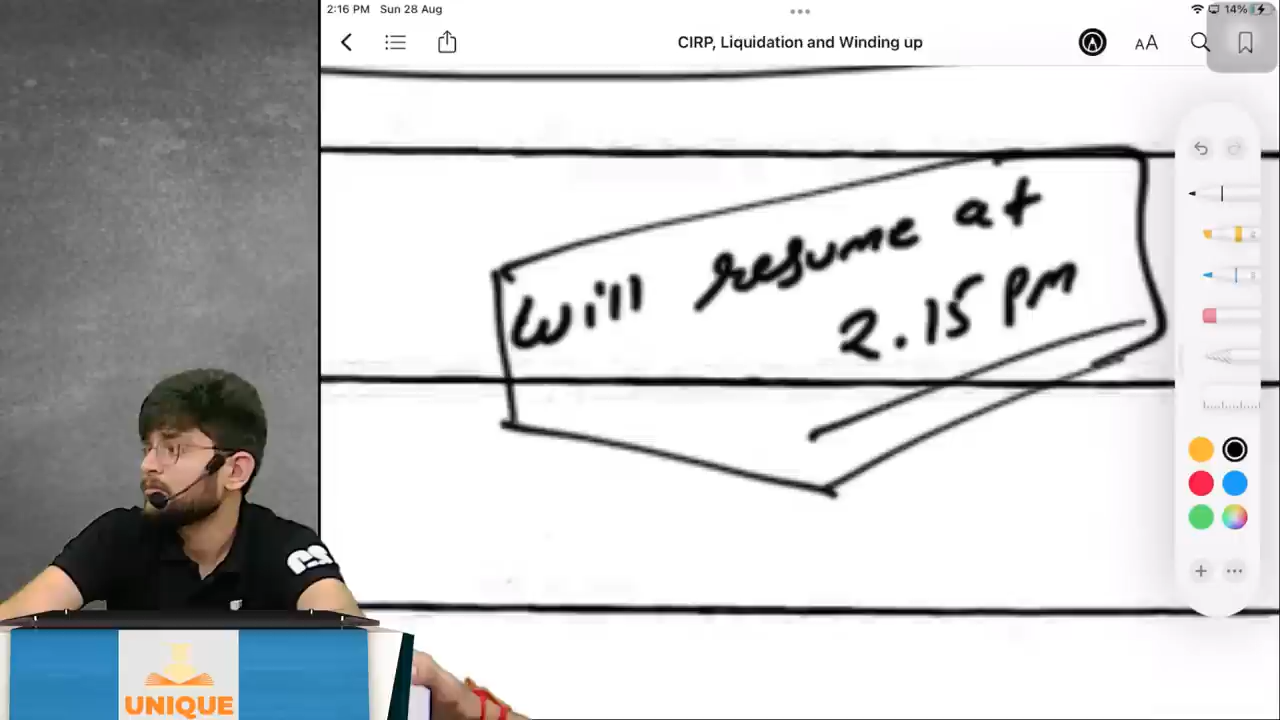 2:16 PM Sun 28 Aug
14%
CIRP, Liquidation and Winding up
AA
will resume at
2.15 pm
CS
UNIQUE